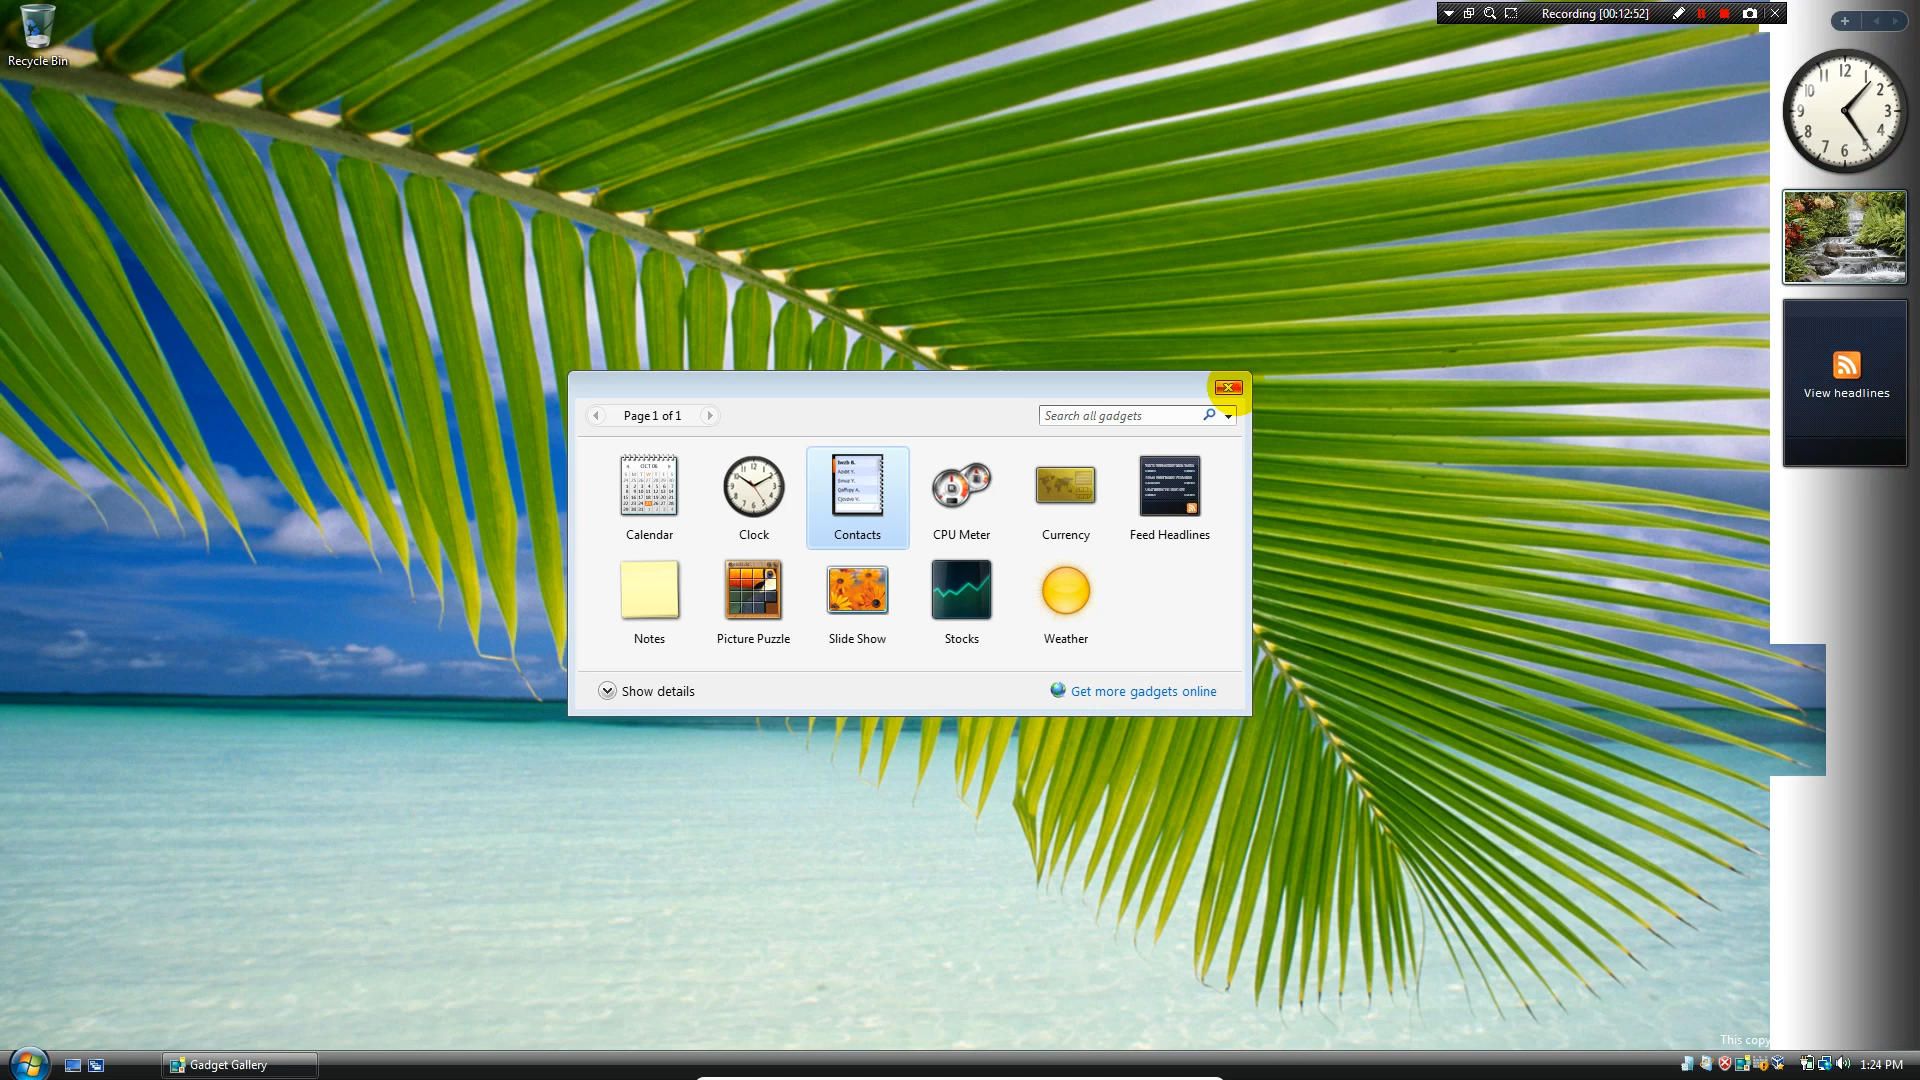 Recycle Bin
Recording [00:12:52]
View headlines
Page 1 of 1
Search all gadgets
OCT 06
Calendar
Clock
Contacts
CPU Meter
Currency
Feed Headlines
Notes
Picture Puzzle
Slide Show
Stocks
Weather
Show details
Get more gadgets online
This copy
Gadget Gallery
1:24 PM